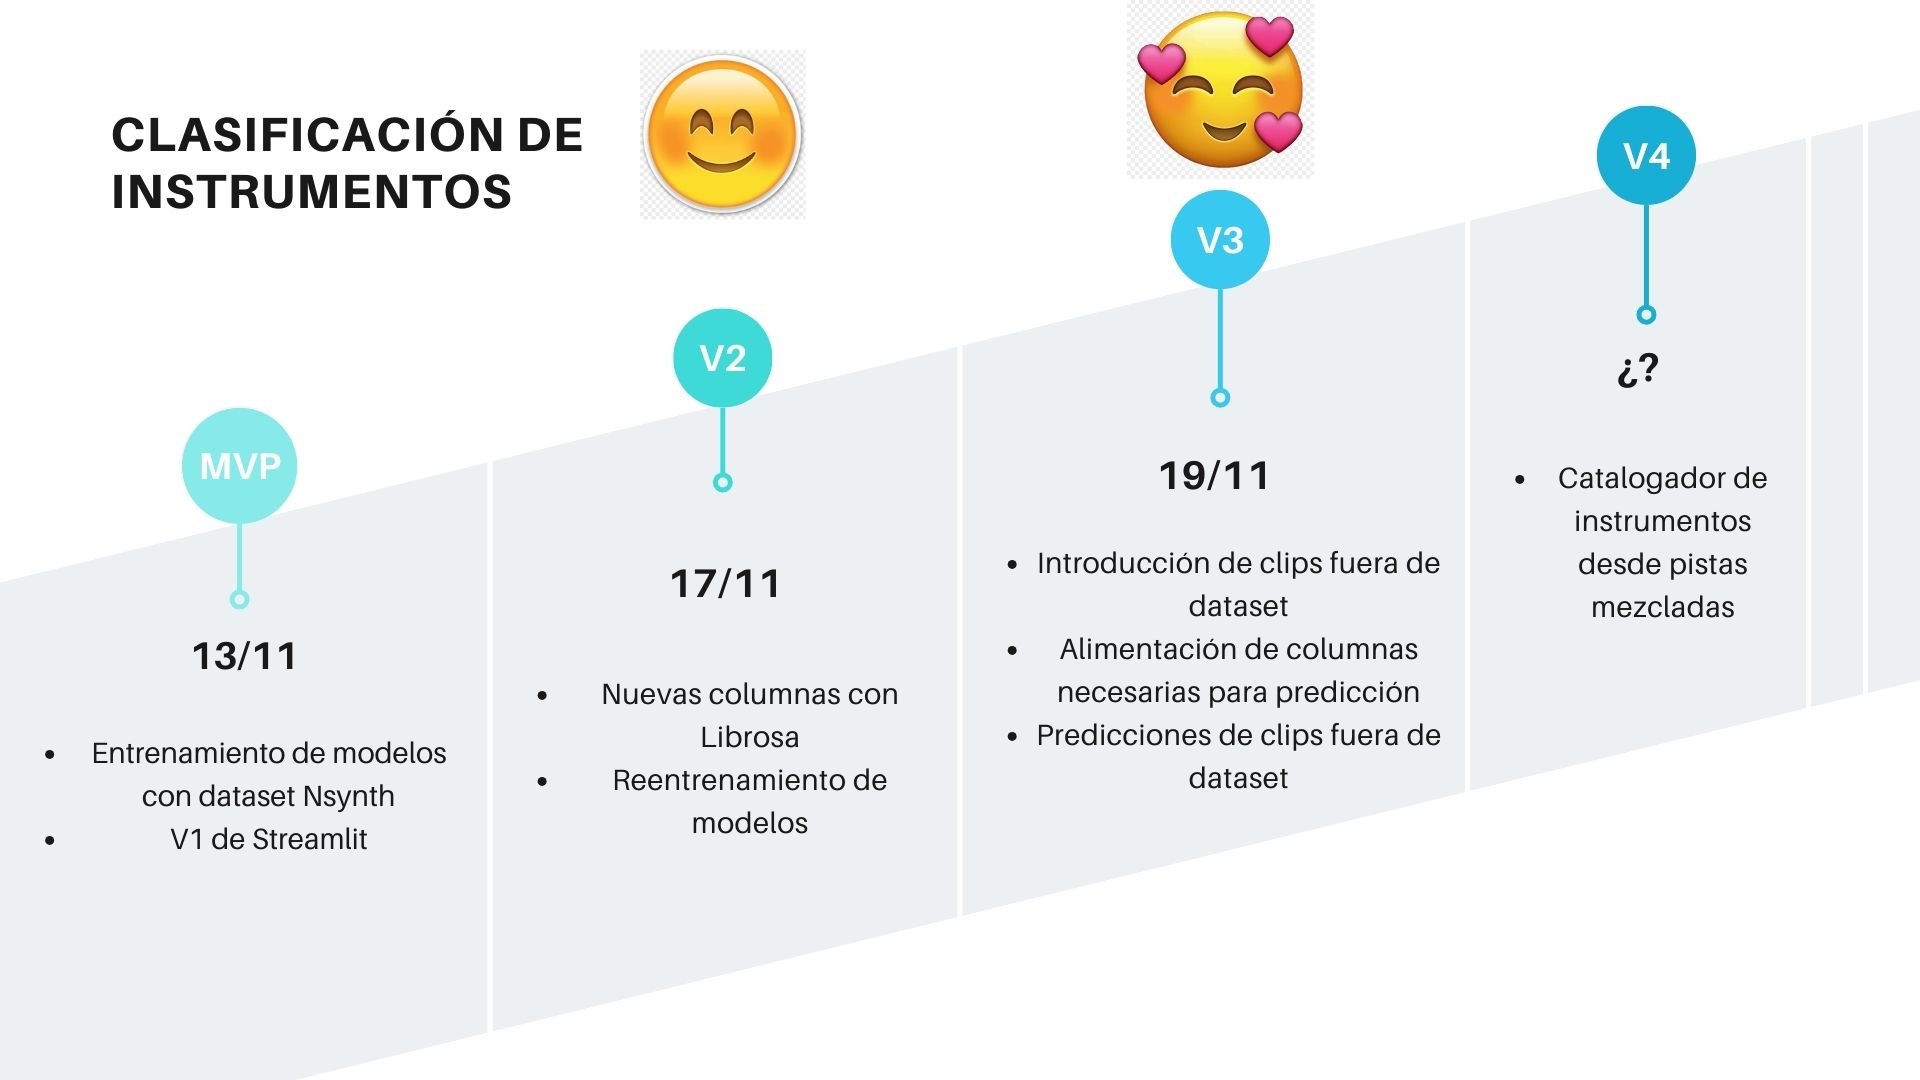 CLASIFICACIÓN DE
INSTRUMENTOS
MVP
13/11
• Entrenamiento de modelos
con dataset Nsynth
• V1 de Streamlit
V2
17/11
• Nuevas columnas con
Librosa
• Reentrenamiento de
modelos
V3
19/11
• Introducción de clips fuera de
dataset
• Alimentación de columnas
necesarias para predicción
• Predicciones de clips fuera de
dataset
V4
¿?
• Catalogador de
instrumentos
desde pistas
mezcladas